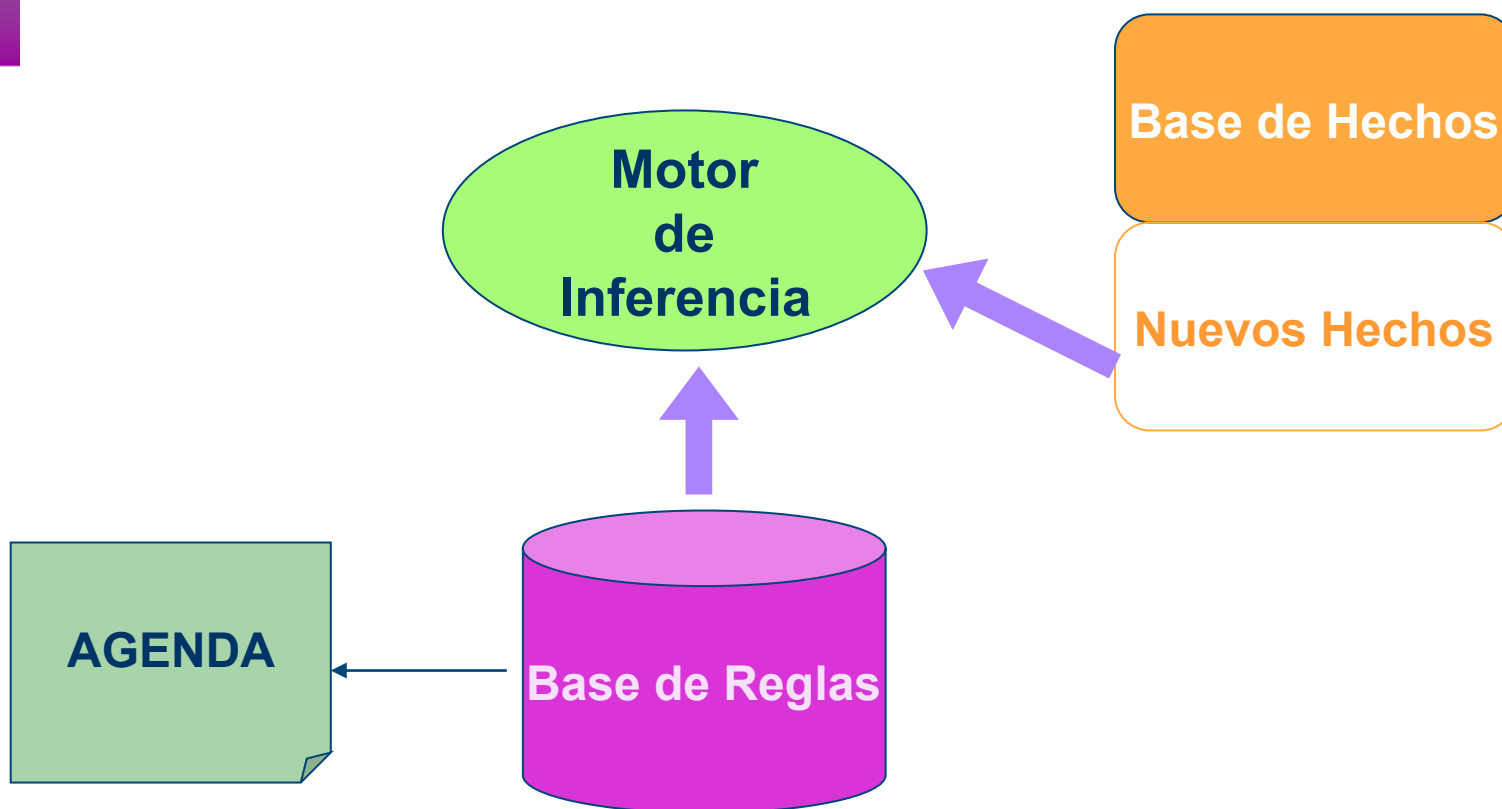 Base de Hechos
Motor
de
Inferencia
Nuevos Hechos
AGENDA
Base de Reglas